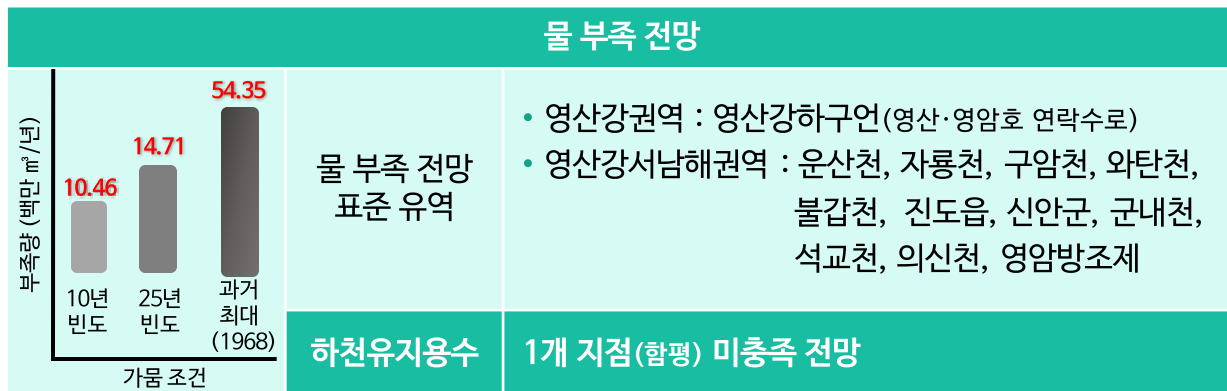 물 부족 전망
부족량 (백만 ㎥/년)
10.46
14.71
54.35
10년
빈도
25년
빈도
과거
최대
(1968)
가뭄 조건
물 부족 전망
표준 유역
• 영산강권역 : 영산강하구언(영산·영암호 연락수로)
• 영산강서남해권역 : 운산천, 자룡천, 구암천, 와탄천,
불갑천, 진도읍, 신안군, 군내천,
석교천, 의신천, 영암방조제
하천유지용수
1개 지점(함평) 미충족 전망